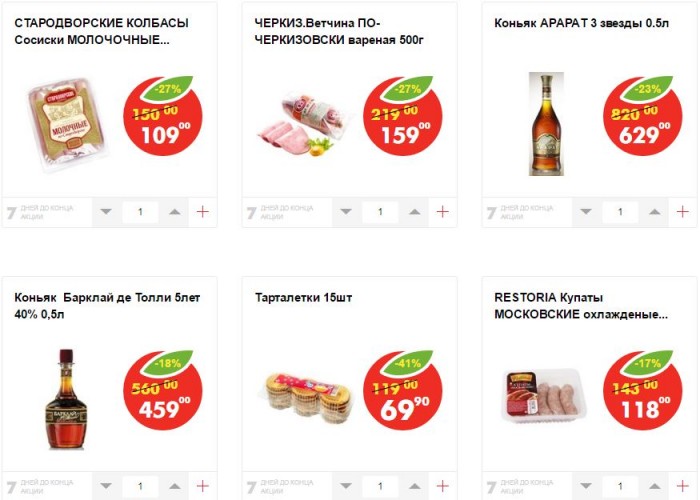 СТАРОДВОРСКИЕ КОЛБАСЫ
Сосиски МОЛОЧОЧНЫЕ...
-27%
150 00
109 00
МОЛОЧНЫЕ
7 ДНЕЙ ДО КОНЦА
АКЦИИ
1
+
ЧЕРКИЗ.Ветчина ПО-
ЧЕРКИЗОВСКИ вареная 500г
-27%
219 00
159 00
7 ДНЕЙ ДО КОНЦА
АКЦИИ
1
+
Коньяк АРАРАТ 3 звезды 0.5л
-23%
820 00
629 00
7 ДНЕЙ ДО КОНЦА
АКЦИИ
1
+
Коньяк Барклай де Толли 5лет
40% 0,5л
-18%
560 00
459 00
БАРКЛАЙ
7 ДНЕЙ ДО КОНЦА
АКЦИИ
1
+
Тарталетки 15шт
-41%
119 00
69 90
7 ДНЕЙ ДО КОНЦА
АКЦИИ
1
+
RESTORIA Купаты
МОСКОВСКИЕ охлажденые...
-17%
143 00
118 00
7 ДНЕЙ ДО КОНЦА
АКЦИИ
1
+